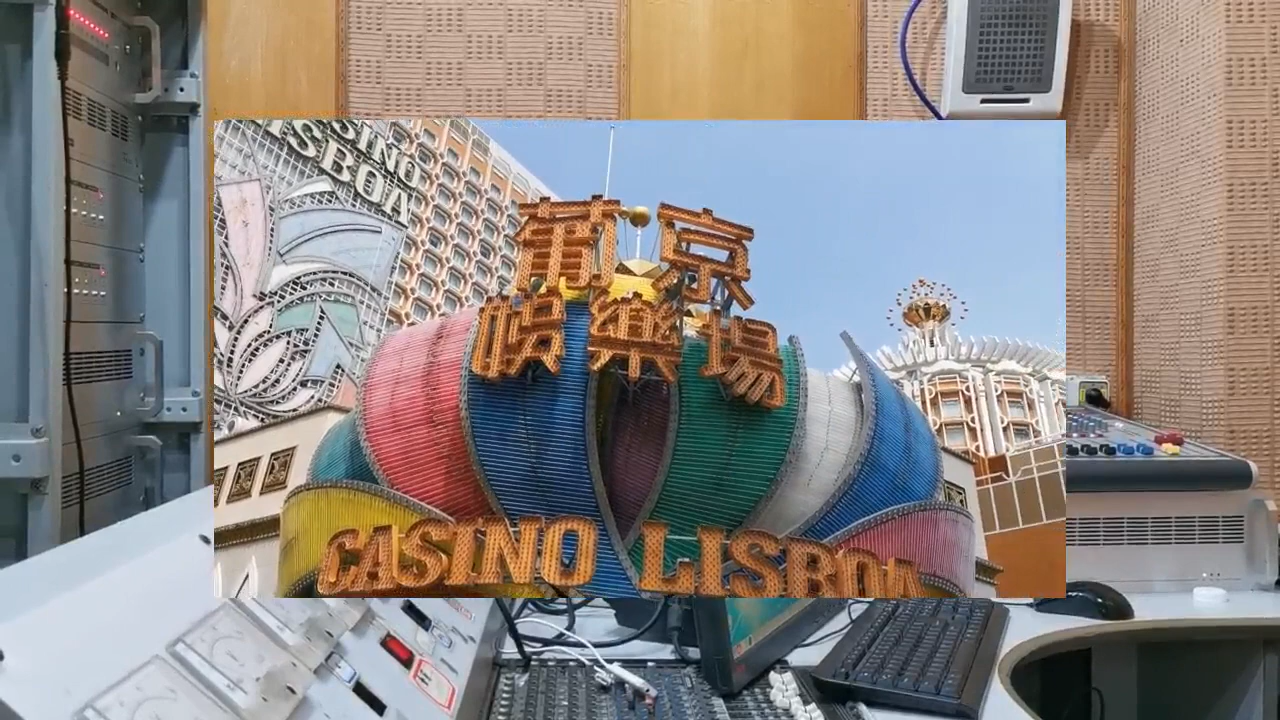 CASINO
LISBOA
葡京
娛樂場
CASINO LISBOA